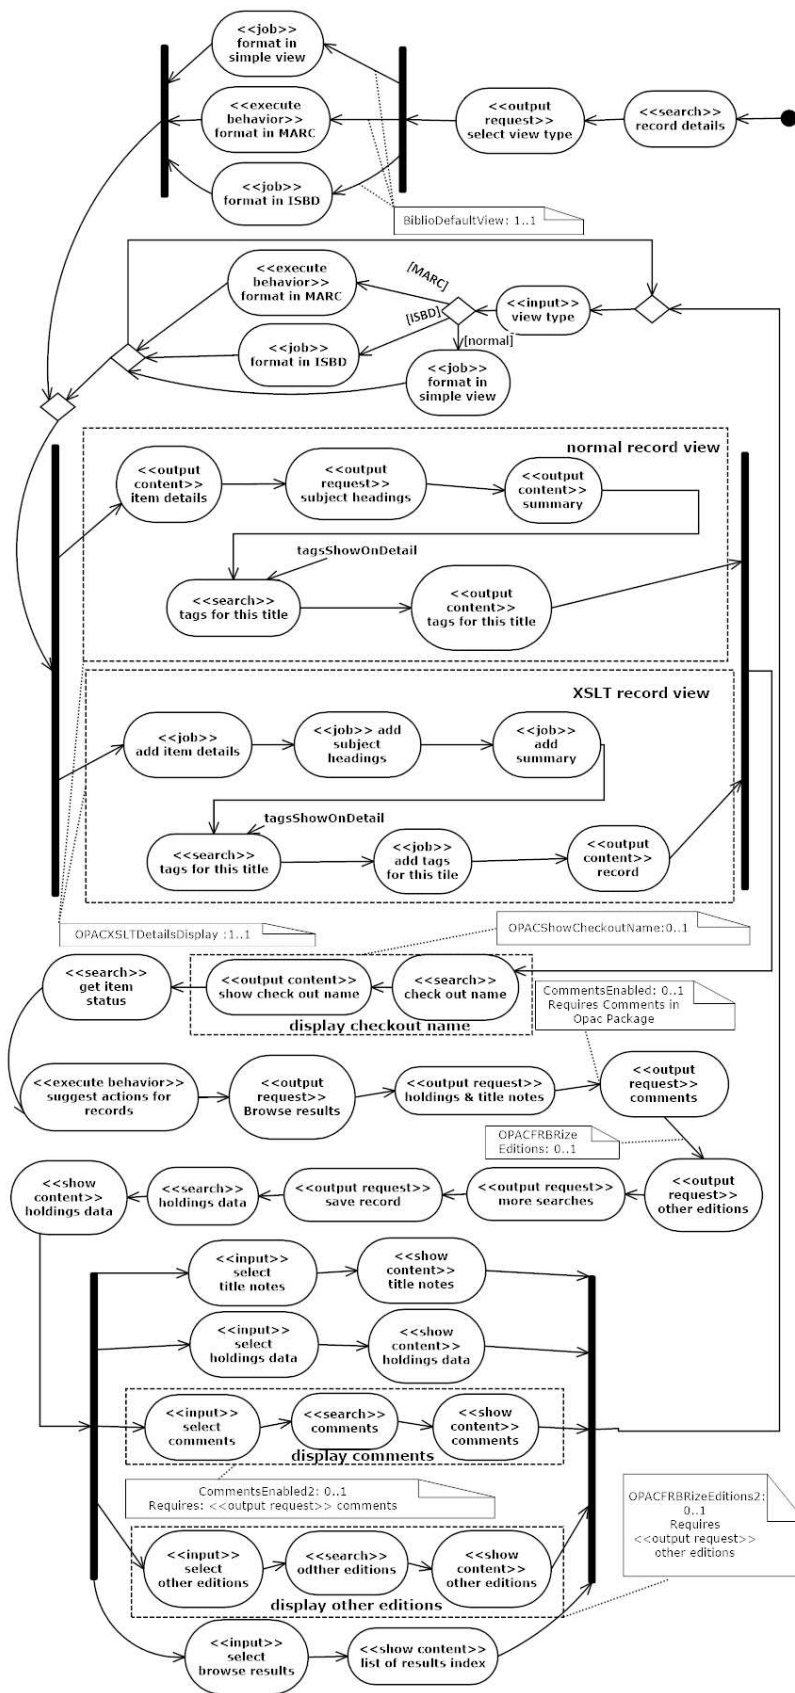 <<job>>
format in
simple view
<<execute
behavior>>
format in MARC
<<output
request>>
select view type
<<search>>
record details
<<job>>
format in ISBD
BiblioDefaultView: 1..1
<<execute
behavior>>
format in MARC
[MARC]
[ISBD]
<<input>>
view type
[normal]
<<job>>
format in ISBD
<<job>>
format in
simple view
normal record view
<<output
content>>
item details
<<output
request>>
subject headings
<<output
content>>
summary
tagsShowOnDetail
<<search>>
tags for this title
<<output
content>>
tags for this title
XSLT record view
<<job>>
add item details
<<job>> add
subject
headings
<<job>>
add
summary
tagsShowOnDetail
<<search>>
tags for this title
<<job>>
add tags
for this tile
<<output
content>>
record
OPACXSLTDetailsDisplay :1..1
OPACShowCheckoutName:0..1
<<search>>
get item
status
<<output content>>
show check out name
<<search>>
check out name
display checkout name
CommentsEnabled: 0..1
Requires Comments in
Opac Package
<<execute behavior>>
suggest actions for
records
<<output
request>>
Browse results
<<output request>>
holdings & title notes
<<output
request>>
comments
OPACFRBRize
Editions: 0..1
<<show
content>>
holdings data
<<search>>
holdings data
<<output request>>
save record
<<output request>>
more searches
<<output
request>>
other editions
<<input>>
select
title notes
<<show
content>>
title notes
<<input>>
select
holdings data
<<show
content>>
holdings data
<<input>>
select
comments
<<search>>
comments
<<show
content>>
comments
display comments
CommentsEnabled2: 0..1
Requires: <<output request>> comments
OPACFRBRizeEditions2:
0..1
Requires
<<output request>>
other editions
<<input>>
select
other editions
<<search>>
odther editions
<<show
content>>
other editions
display other editions
<<input>>
select
browse results
<<show content>>
list of results index